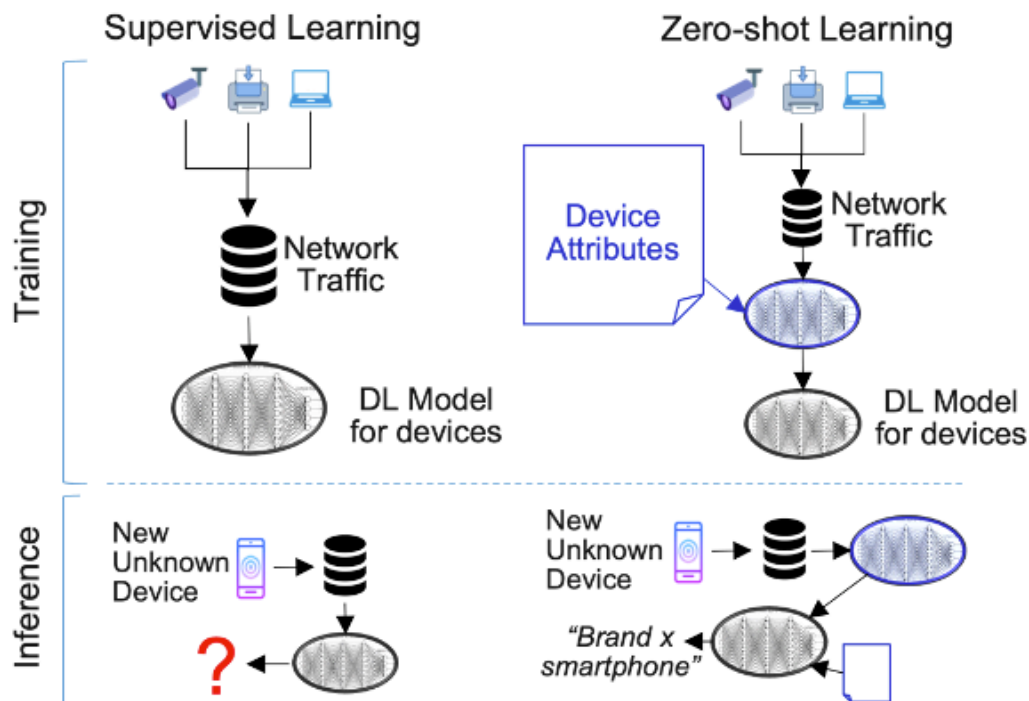 Supervised Learning
Zero-shot Learning
Training
Network
Traffic
DL Model
for devices
Device
Attributes
Network
Traffic
DL Model
for devices
Inference
New
Unknown
Device
?
New
Unknown
Device
“Brand x
smartphone”